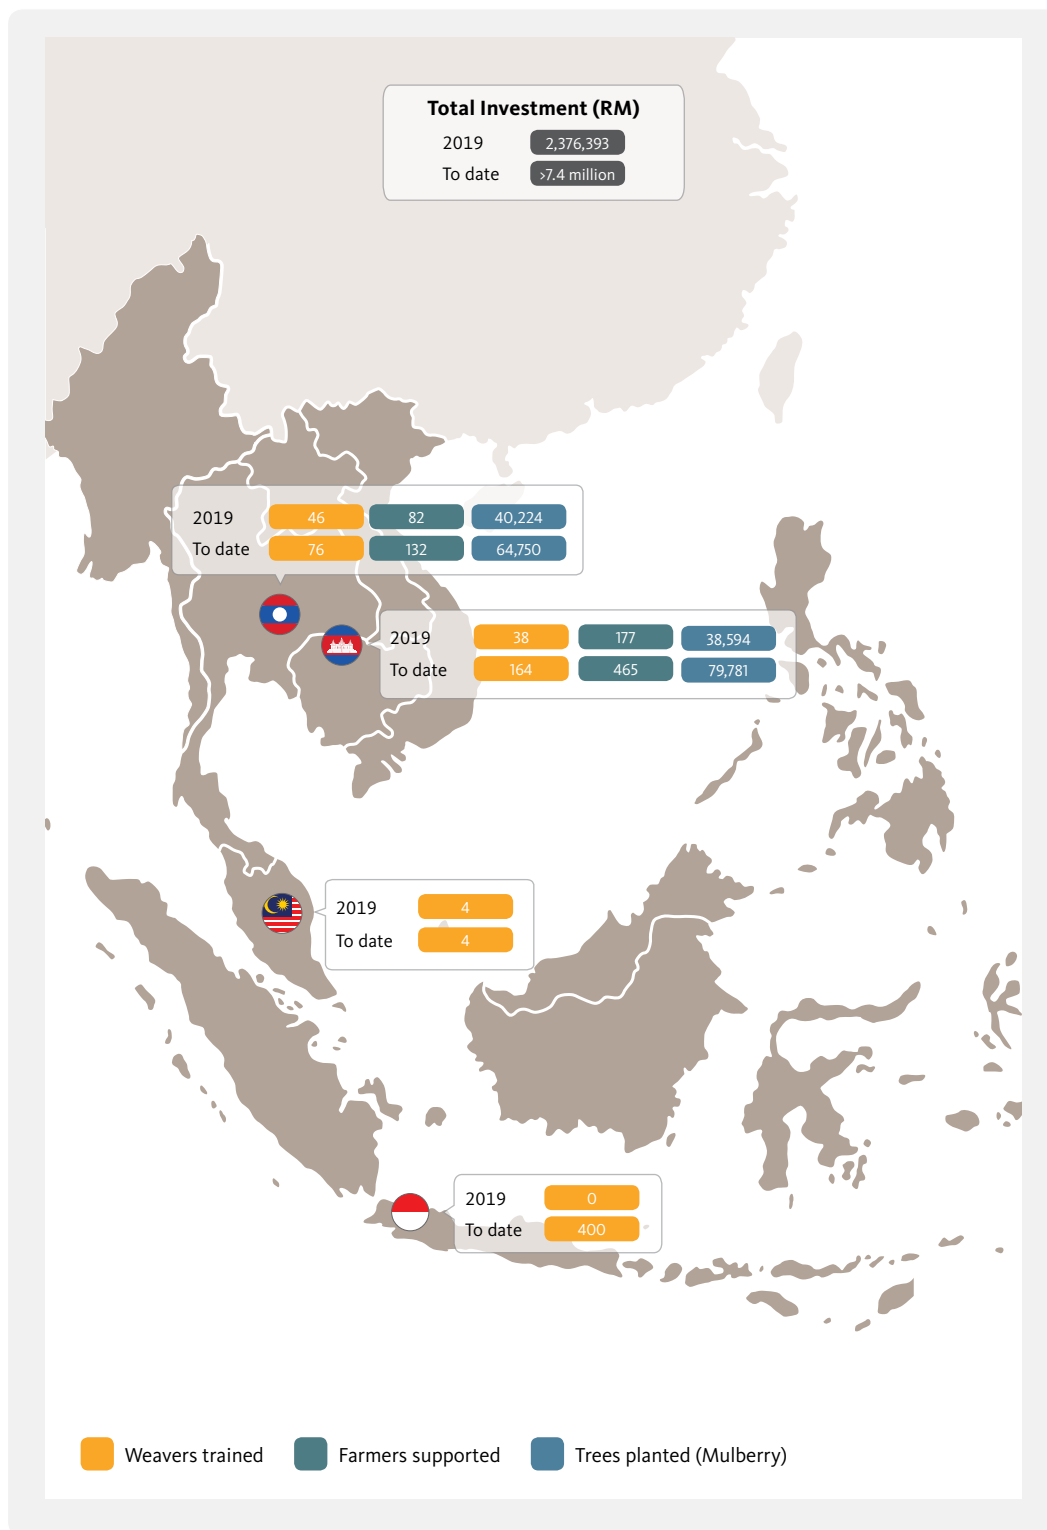 Total Investment (RM)
2019 2,376,393
To date >7.4 million
2019 46 82 40,224
To date 76 132 64,750
2019 38 177 38,594
To date 164 465 79,781
2019 4
To date 4
2019 0
To date 400
Weavers trained Farmers supported Trees planted (Mulberry)